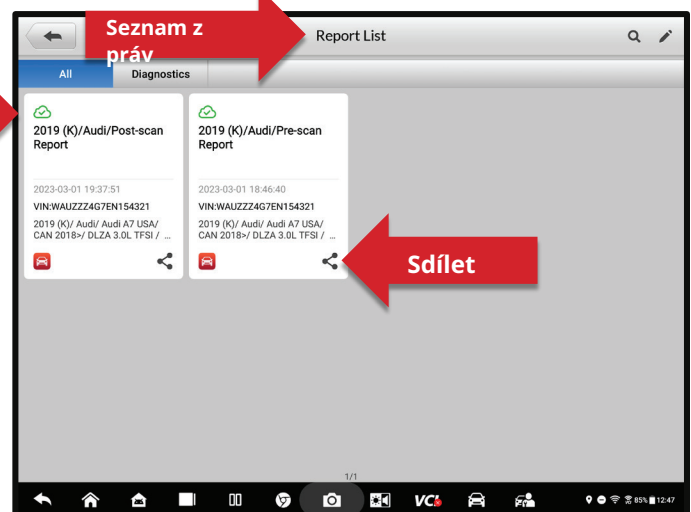 Seznam z
práv
Report List
All
Diagnostics
2019 (K)/Audi/Post-scan
Report
2023-03-01 19:37:51
VIN:WAUZZZ4G7EN154321
2019 (K)/ Audi/ Audi A7 USA/
CAN 2018>/ DLZA 3.0L TFSI / ...
2019 (K)/Audi/Pre-scan
Report
2023-03-01 18:46:40
VIN:WAUZZZ4G7EN154321
2019 (K)/ Audi/ Audi A7 USA/
CAN 2018>/ DLZA 3.0L TFSI / ...
Sdílet
1/1
VCI
85% 12:47